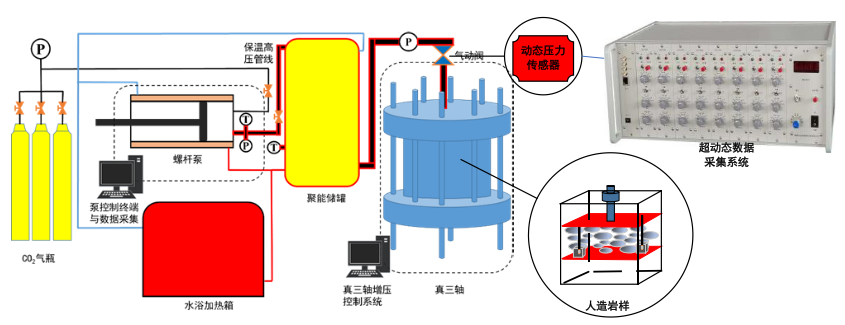 P
保温高
压管线
P
气动阀
动态压力
传感器
T
P
T
螺杆泵
泵控制终端
与数据采集
聚能储罐
超动态数据
采集系统
CO₂气瓶
水浴加热箱
真三轴增压
控制系统
真三轴
人造岩样